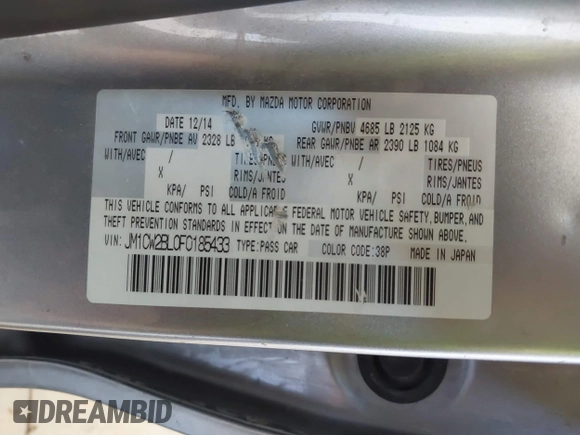 MFD. BY MAZDA MOTOR CORPORATION
DATE 12/14 GVWR/PNBV 4685 LB 2125 KG
FRONT GAWR/PNBE AV 2328 LB REAR GAWR/PNBE AR 2390 LB 1084 KG
WITH/AVEC / TIRES/PNEUS WITH/AVEC / TIRES/PNEUS
X RIMS/JANTES X RIMS/JANTES
KPA/ PSI COLD/A FROID KPA/ PSI COLD/A FROID
THIS VEHICLE CONFORMS TO ALL FEDERAL MOTOR VEHICLE SAFETY, BUMPER, AND
THEFT PREVENTION STANDARDS IN EFFECT ON THE DATE OF MANUFACTURE SHOWN ABOVE.
VIN: JM1CW2BL0F0185433 TYPE:PASS CAR COLOR CODE:38P MADE IN JAPAN
DREAMBID